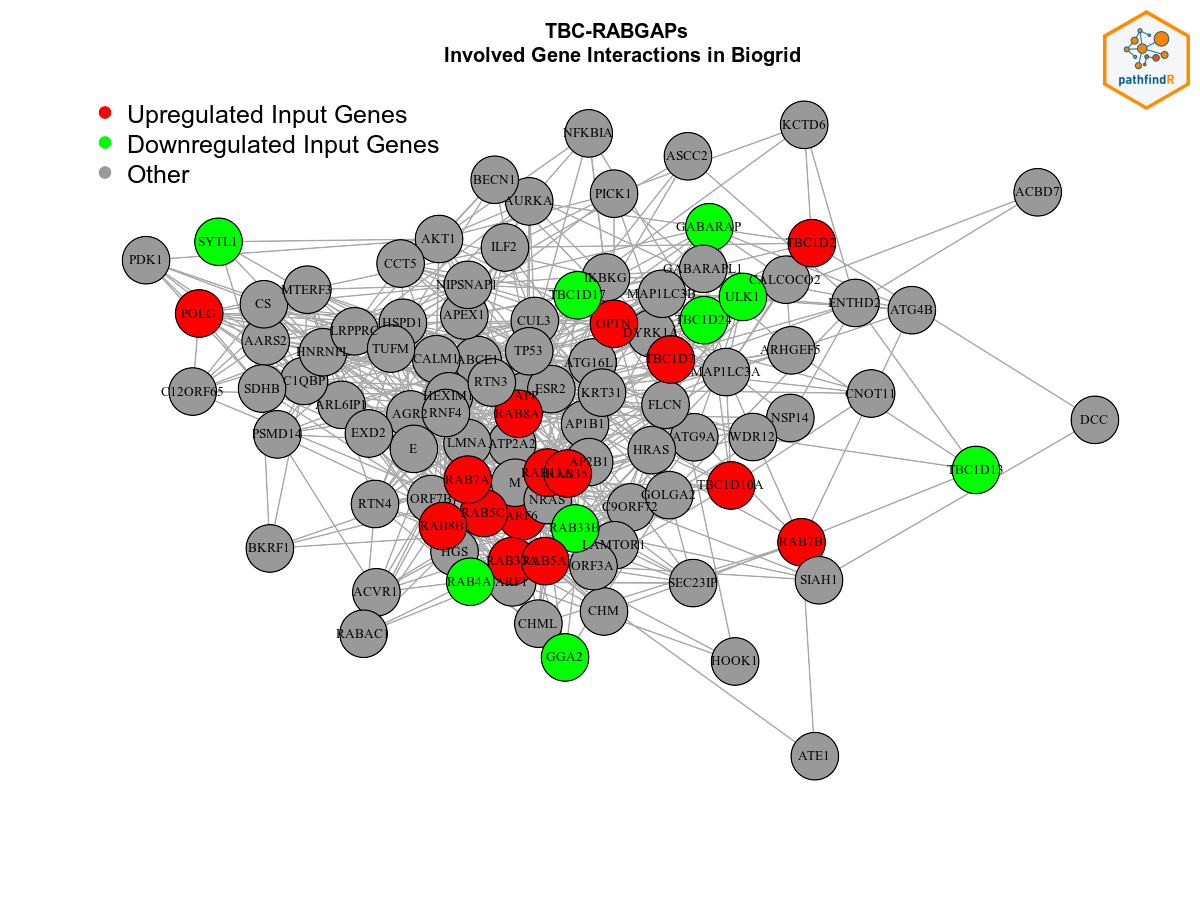 TBC-RABGAPs
Involved Gene Interactions in Biogrid
pathfindR
Upregulated Input Genes
Downregulated Input Genes
Other
KCTD6
NFKBIA
ASCC2
BECN1
AURKA
PICK1
ACBD7
GABARAP
SYTL1
AKT1
ILF2
TBC1D2
PDK1
CCT5
GABARAPL1
IKBKG
CALCOCO2
NIPSNAP1
MTERF3
MAP1LC3B
TBC1D17
ULK1
CS
ENTHD2
ATG4B
POLG
APEX1
HSPD1
CUL3
OPTN
TBC1D24
LRPPRC
DYRK1A
AARS2
TUFM
HNRNPL
TP53
ARHGEF5
CALM1
ABCE1
TBC1D7
ATG16L
MAP1LC3A
C1QBP
RTN3
SDHB
C12ORF65
ESR2
KRT31
CNOT11
HEXIM1
APP
ARL6IP1
FLCN
AGR2
RNF4
RAB8A
NSP14
DCC
AP1B1
PSMD14
EXD2
ATG9A
WDR12
E
LMNA
ATP2A2
HRAS
AP2B1
TBC1D13
RAB7A
M
TBC1D10A
GOLGA2
RTN4
ORF7B
NRAS
C9ORF72
RAB5C
ARF6
RAB8B
RAB33B
BKRF1
HGS
LAMTOR1
RAB7B
RAB5A
ORF3A
RAB4A
ARF1
SEC23IP
SIAH1
ACVR1
CHM
CHML
RABAC1
GGA2
HOOK1
ATE1